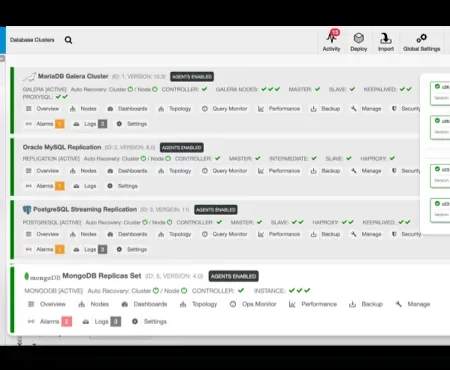 Database Clusters
15
Activity
Deploy
Import
Global Settings
MariaDB Galera Cluster (ID: 1, VERSION: 10.3) AGENTS ENABLED
GALERA [ACTIVE] Auto Recovery: Cluster / Node CONTROLLER: GALERA NODES: MASTER: SLAVE: KEEPALIVED:
PROXYSQL:
Overview Nodes Dashboards Topology Query Monitor Performance Backup Manage Security
Alarms Logs 3 Settings
Oracle MySQL Replication (ID: 2, VERSION: 8.0) AGENTS ENABLED
REPLICATION [ACTIVE] Auto Recovery: Cluster / Node CONTROLLER: MASTER: INTERMEDIATE: SLAVE: HAPROXY:
Overview Nodes Dashboards Topology Query Monitor Performance Backup Manage Security
Alarms Logs Settings
PostgreSQL Streaming Replication (ID: 3, VERSION: 11) AGENTS ENABLED
POSTGRESQL [ACTIVE] Auto Recovery: Cluster / Node CONTROLLER: MASTER: SLAVE: HAPROXY: KEEPALIVED:
Overview Nodes Dashboards Topology Query Monitor Performance Backup Manage Security
Alarms Logs 3 Settings
mongoDB MongoDB Replicas Set (ID: 5, VERSION: 4.0) AGENTS ENABLED
MONGODB [ACTIVE] Auto Recovery: Cluster / Node CONTROLLER: INSTANCE:
Overview Nodes Dashboards Topology Ops Monitor Performance Backup Manage
Alarms 2 Logs 3 Settings